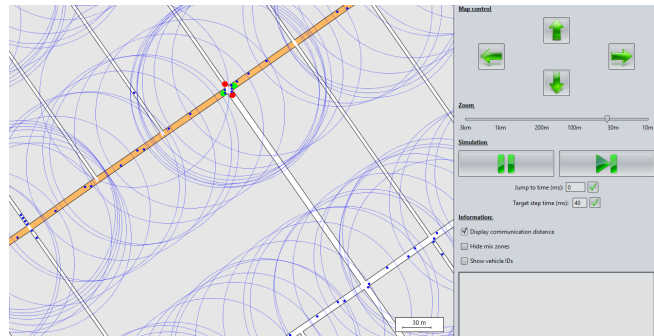 Map control
Zoom
3km 1km 200m 100m 30m 10m
Simulation
Jump to time (ms): 0
Target step time (ms): 40
Information:
Display communication distance
Hide mix zones
Show vehicle IDs
30 m